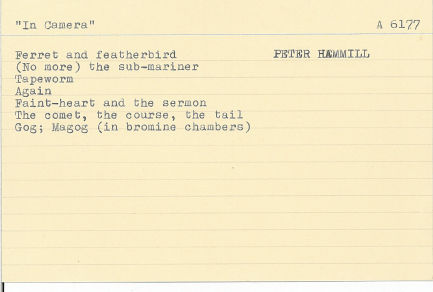 "In Camera" A 6177
Ferret and featherbird PETER HAMMILL
(No more) the sub-mariner
Tapeworm
Again
Faint-heart and the sermon
The comet, the course, the tail
Gog; Magog (in bromine chambers)